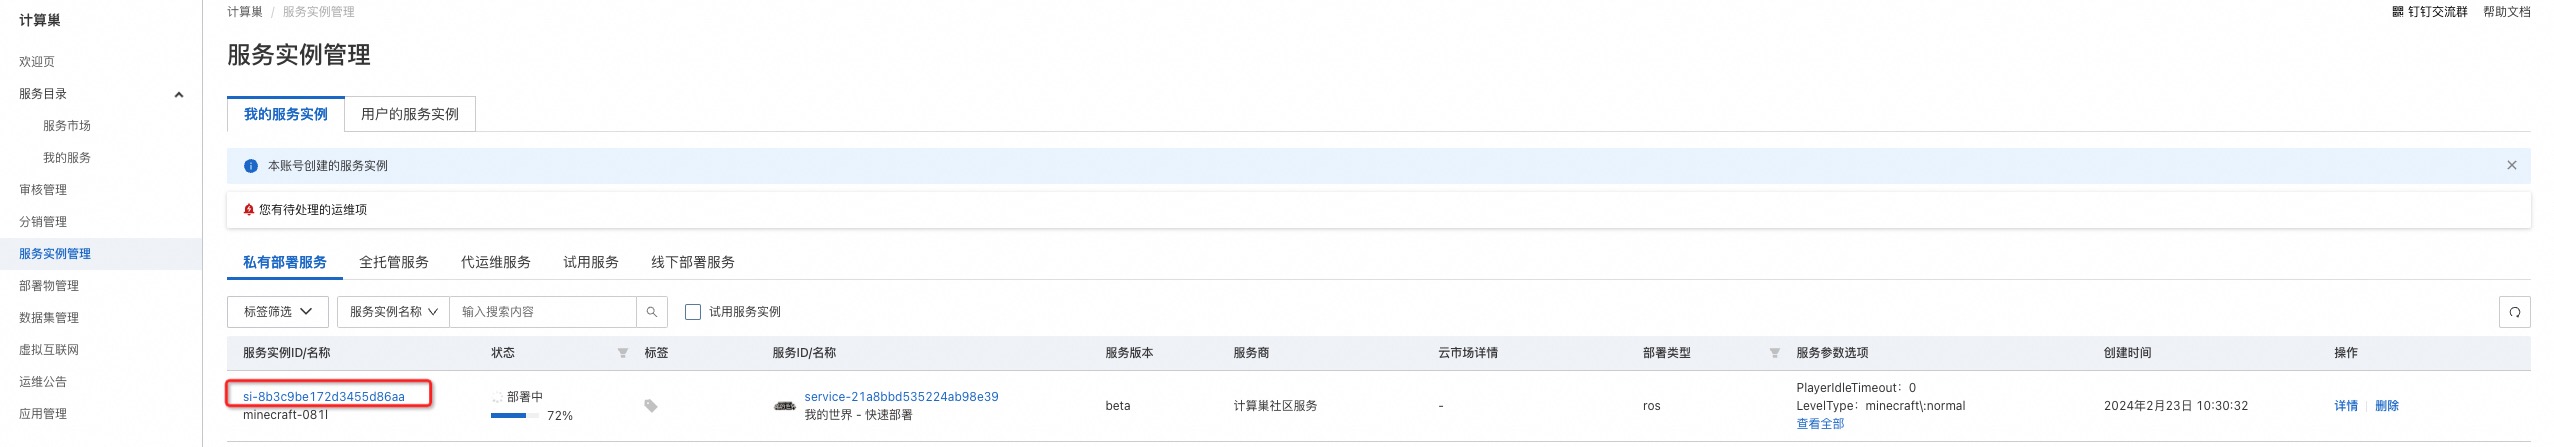 计算巢
欢迎页
服务目录
服务市场
我的服务
审核管理
分销管理
服务实例管理
部署物管理
数据集管理
虚拟互联网
运维公告
应用管理
计算巢 / 服务实例管理
钉钉交流群 帮助文档
服务实例管理
我的服务实例 用户的服务实例
本账号创建的服务实例
您有待处理的运维项
私有部署服务 全托管服务 代运维服务 试用服务 线下部署服务
标签筛选 服务实例名称 输入搜索内容 试用服务实例
服务实例ID/名称 状态 标签 服务ID/名称 服务版本 服务商 云市场详情 部署类型 服务参数选项 创建时间 操作
si-8b3c9be172d3455d86aa
minecraft-081l
部署中
72%
service-21a8bbd535224ab98e39
我的世界 - 快速部署
beta
计算巢社区服务
-
ros
PlayerIdleTimeout：0
LevelType：minecraft\:normal
查看全部
2024年2月23日 10:30:32
详情 | 删除